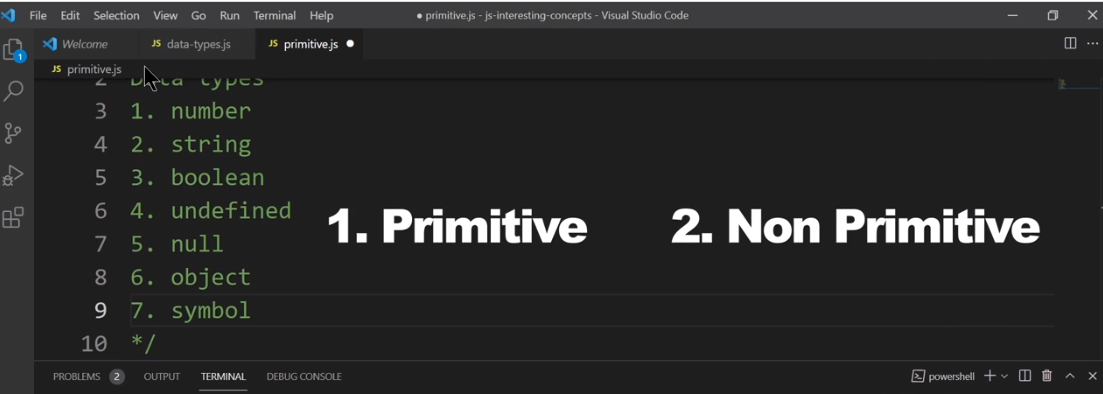 File Edit Selection View Go Run Terminal Help
● primitive.js - js-interesting-concepts - Visual Studio Code
Welcome JS data-types.js JS primitive.js ●
JS primitive.js
1
2 Data types
3 1. number
4 2. string
5 3. boolean
6 4. undefined
7 5. null
8 6. object
9 7. symbol
10 */
1. Primitive 2. Non Primitive
PROBLEMS 2 OUTPUT TERMINAL DEBUG CONSOLE
powershell